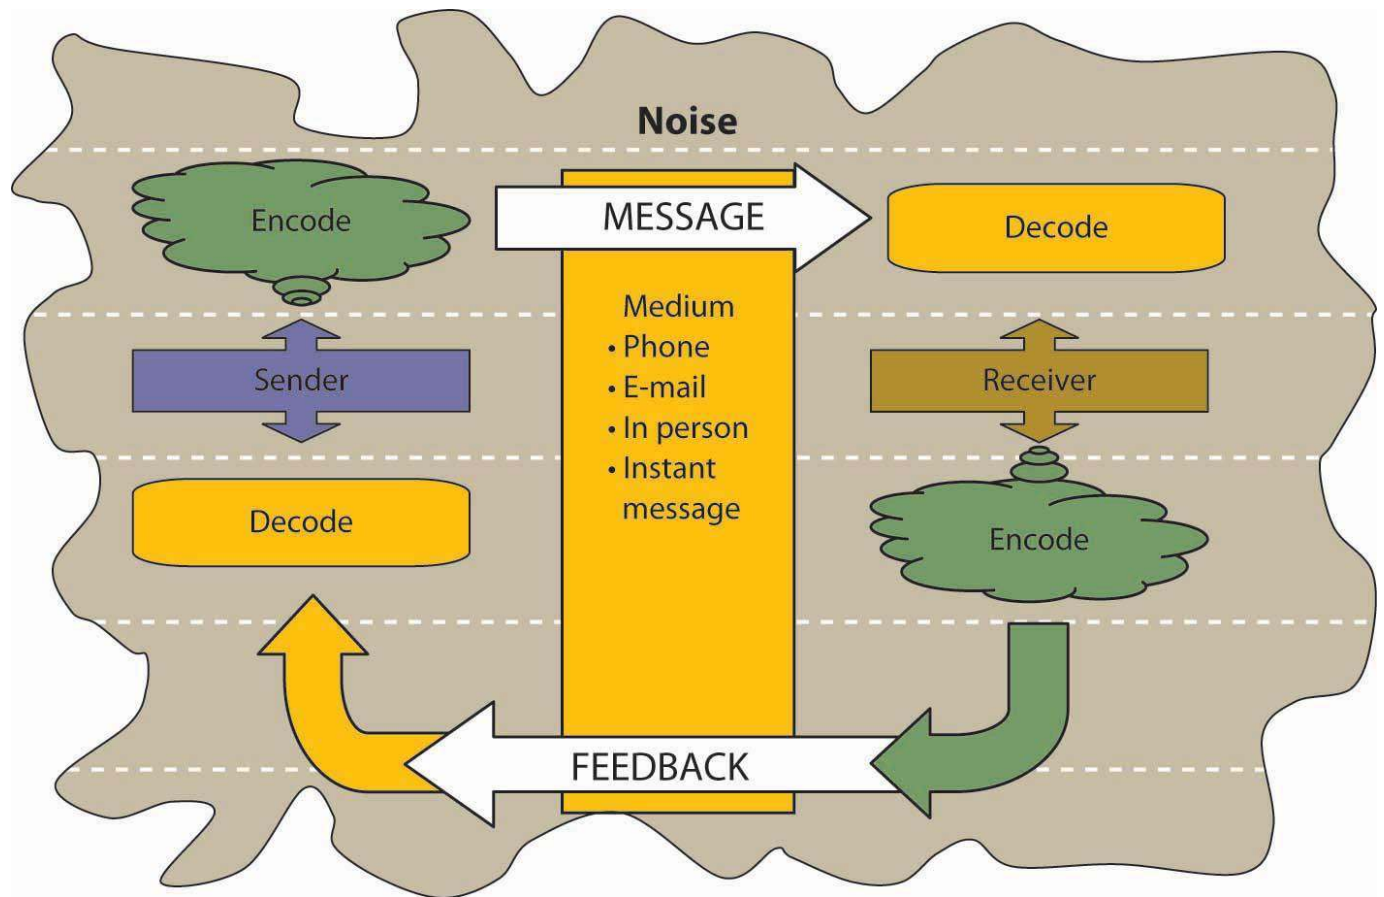 Noise
Encode
MESSAGE
Decode
Medium
• Phone
• E-mail
• In person
• Instant
message
Sender
Receiver
Decode
Encode
FEEDBACK